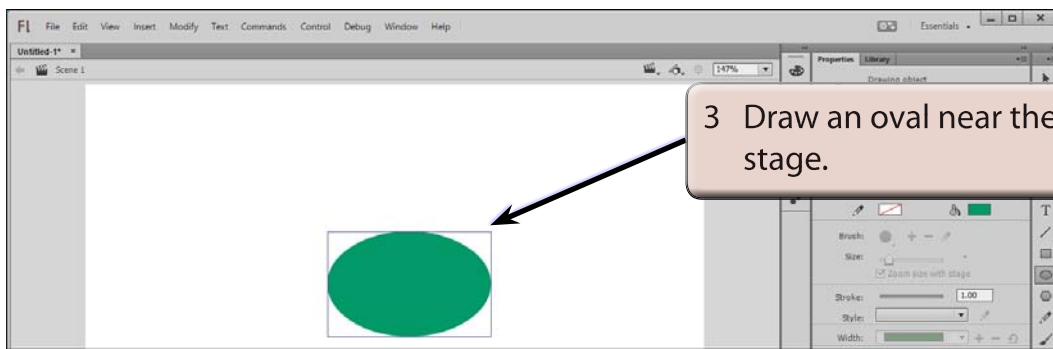 Fl File Edit View Insert Modify Text Commands Control Debug Window Help Essentials
Untitled-1* ×
Scene 1 147%
Properties Library
Drawing object
3 Draw an oval near the
stage.
Brush:
Size:
Zoom size with stage
Stroke: 1.00
Style:
Width: